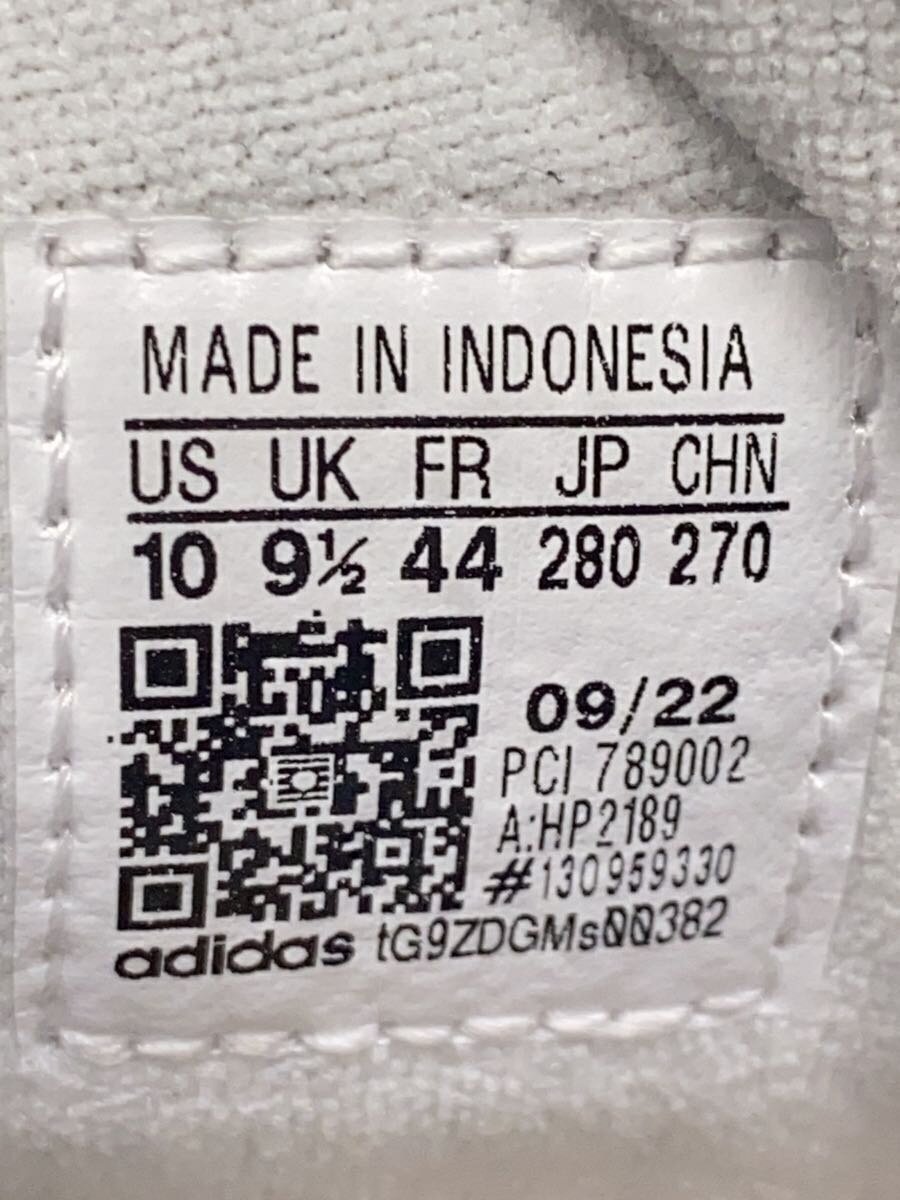 MADE IN INDONESIA
US UK FR JP CHN
10 9½ 44 280 270
09/22
PCI 789002
A:HP2189
#130959330
adidas tG9ZDGMs00382